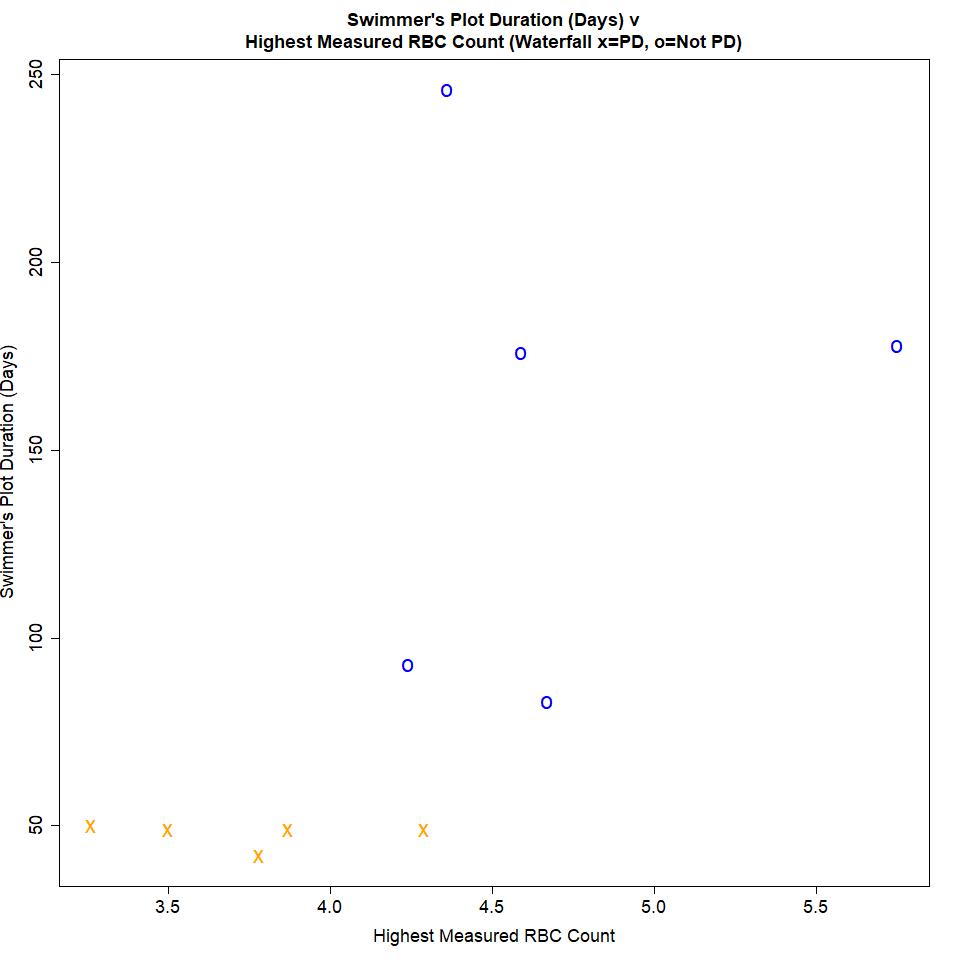 Swimmer's Plot Duration (Days) v
Highest Measured RBC Count (Waterfall x=PD, o=Not PD)
Swimmer's Plot Duration (Days)
250
200
150
100
50
O
O
O
O
O
X
X
X
X
X
3.5
4.0
4.5
5.0
5.5
Highest Measured RBC Count